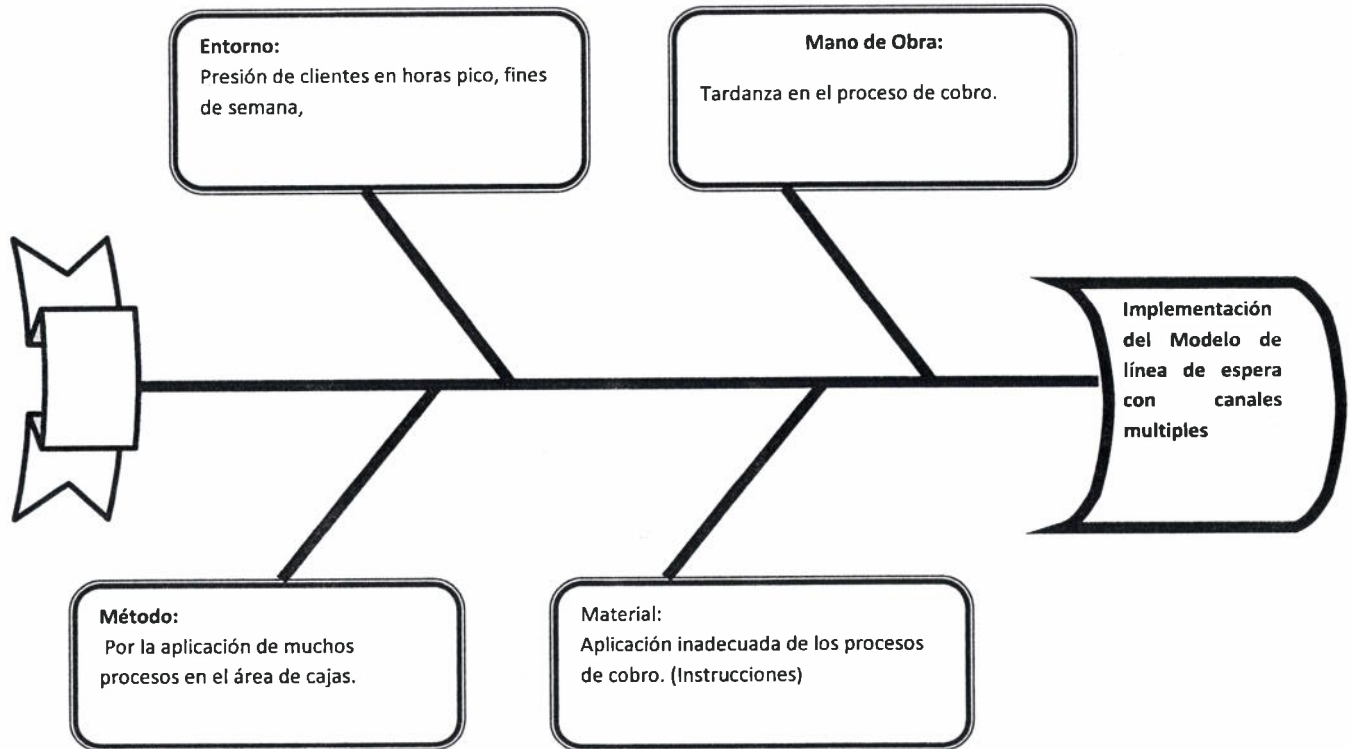 Entorno:
Presión de clientes en horas pico, fines
de semana,
Mano de Obra:
Tardanza en el proceso de cobro.
Implementación
del Modelo de
línea de espera
con canales
multiples
Método:
Por la aplicación de muchos
procesos en el área de cajas.
Material:
Aplicación inadecuada de los procesos
de cobro. (Instrucciones)